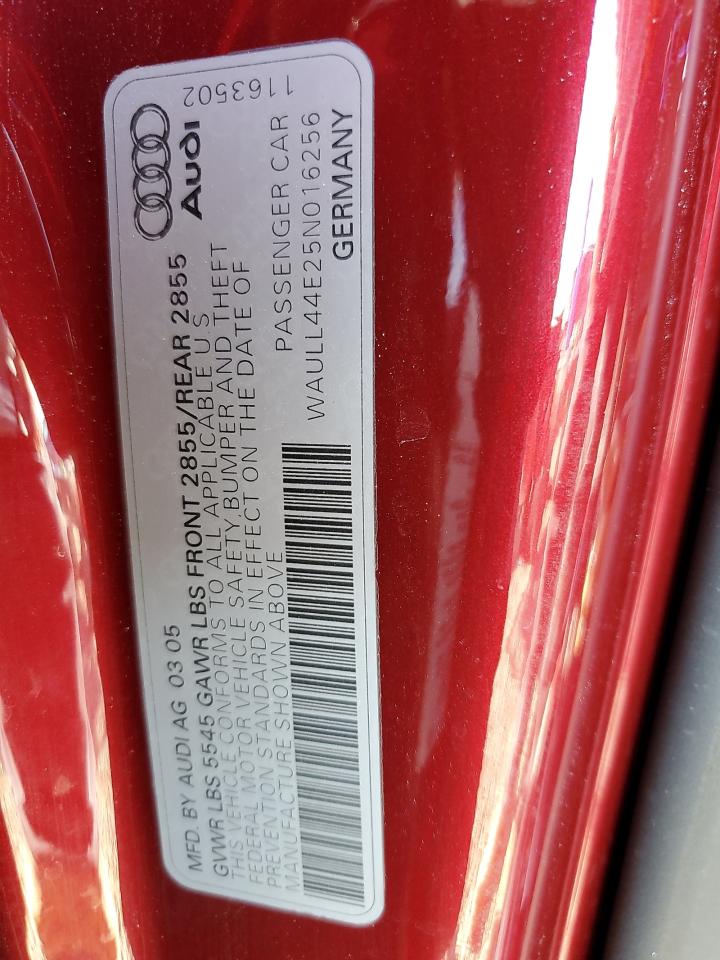 MFD. BY AUDI AG 03 05
GVWR LBS 5545 GAWR LBS FRONT 2855/REAR 2855
THIS VEHICLE CONFORMS TO ALL APPLICABLE U.S
FEDERAL MOTOR VEHICLE SAFETY,BUMPER AND THEFT
PREVENTION STANDARDS IN EFFECT ON THE DATE OF
MANUFACTURE SHOWN ABOVE
PASSENGER CAR
WAULL44E25N016256
GERMANY
Audi
1163502